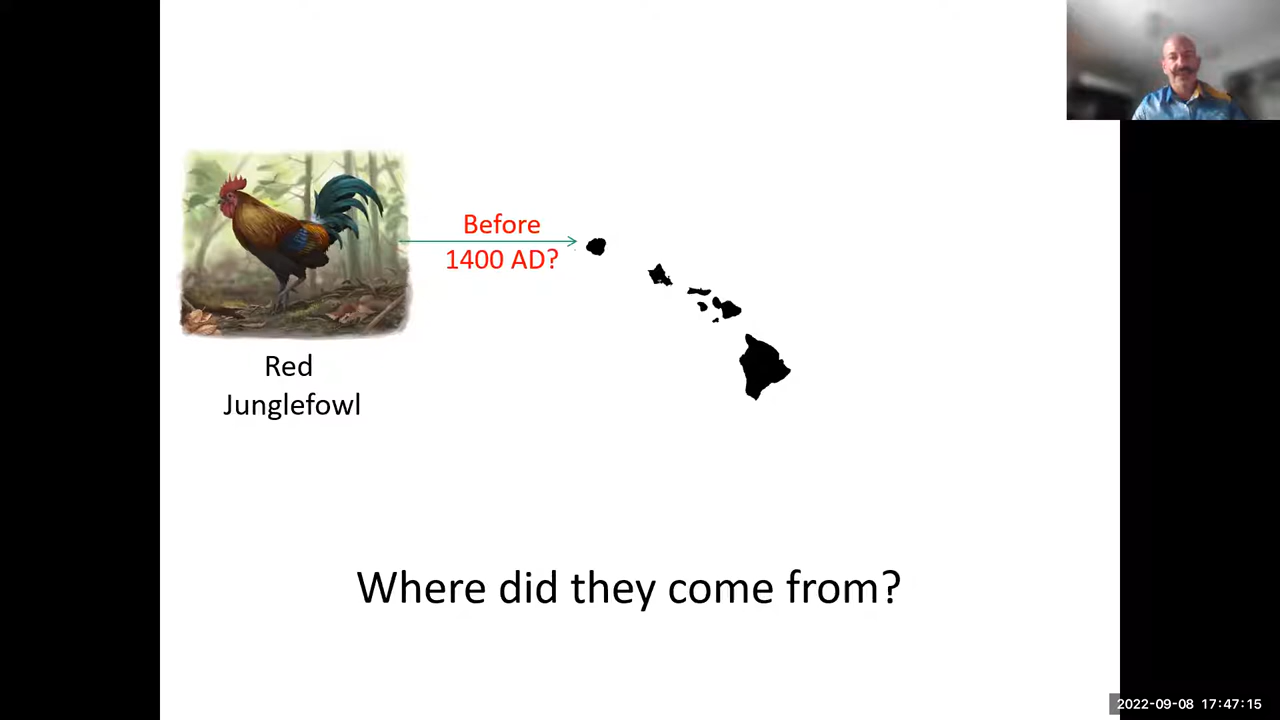 Before
1400 AD?
Red
Junglefowl
Where did they come from?
2022-09-08 17:47:15